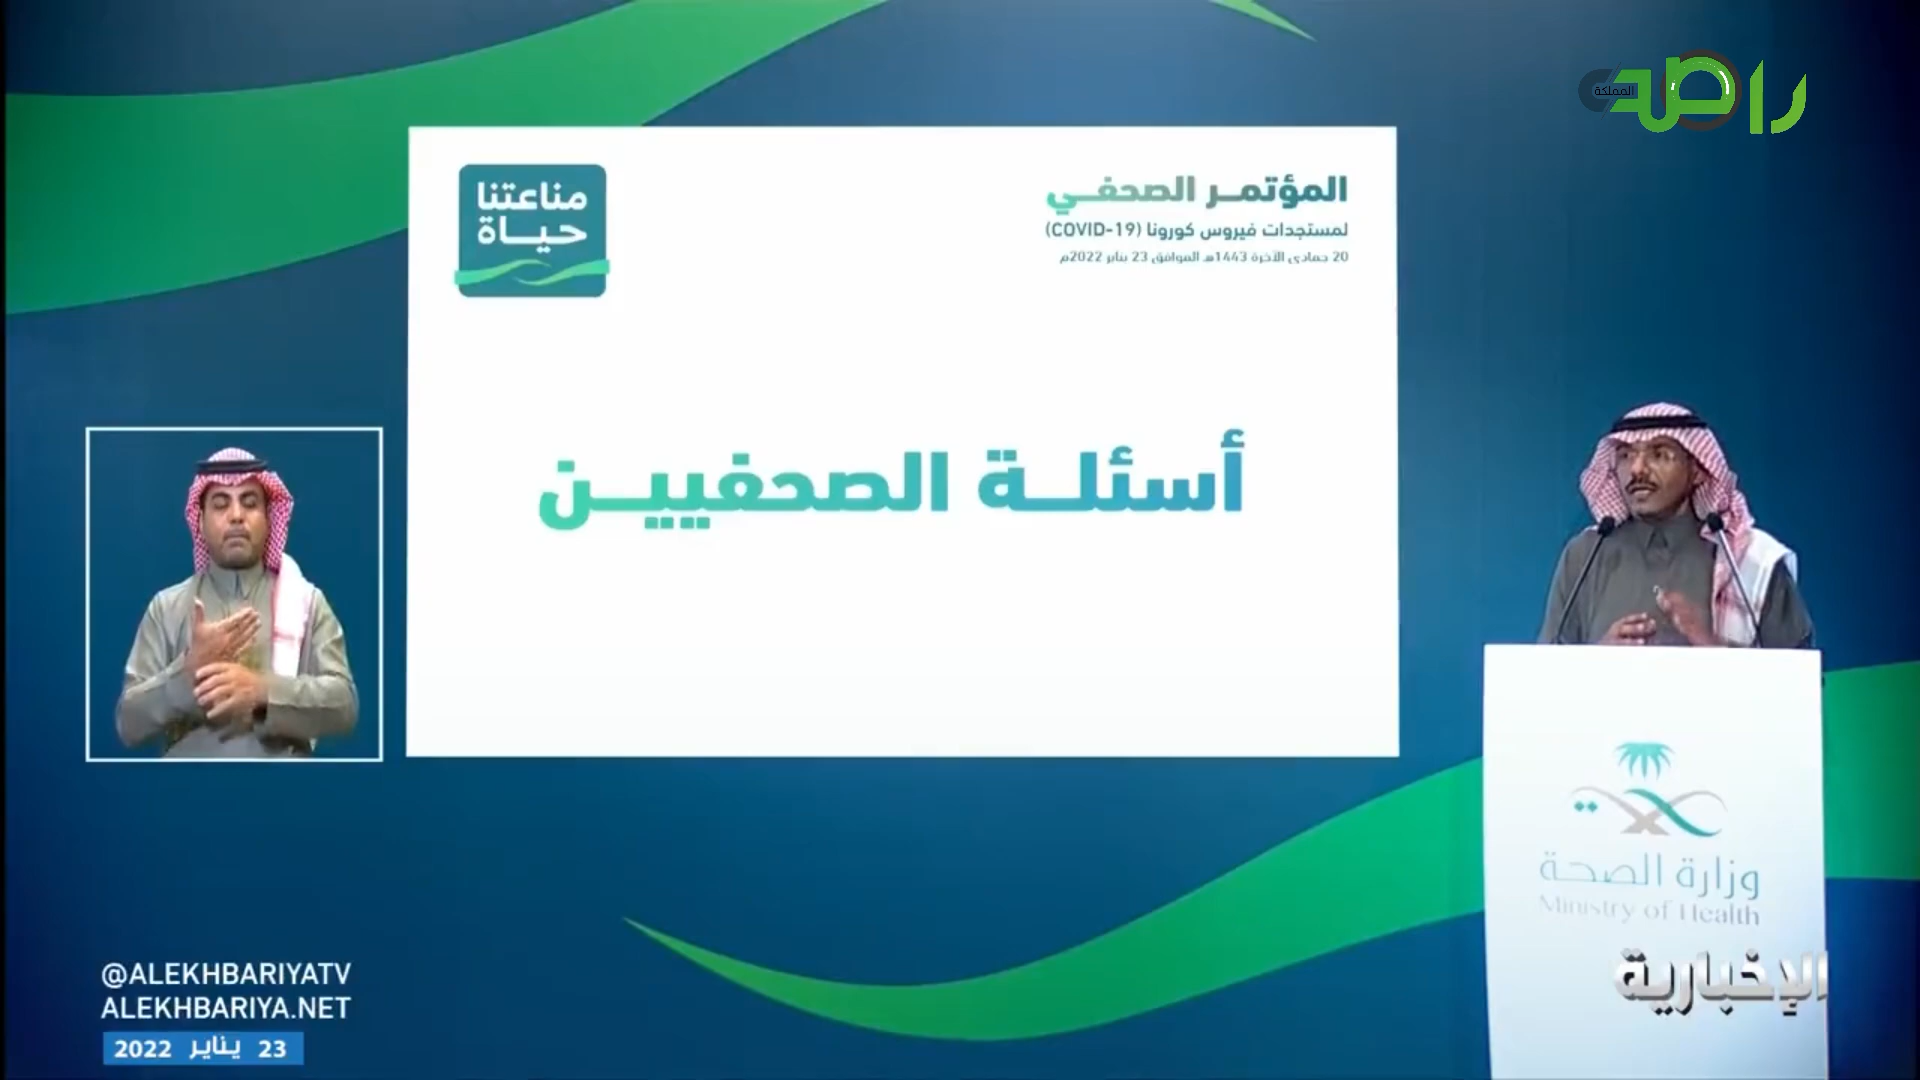 راصد
المملكة
المؤتمر الصحفي
لمستجدات فيروس كورونا (COVID-19)
20 جمادى الآخرة 1443هـ الموافق 23 يناير 2022م
مناعتنا
حياة
أسئلة الصحفيين
وزارة الصحة
Ministry of Health
الإخبارية
@ALEKHBARIYATV
ALEKHBARIYA.NET
23 يناير 2022